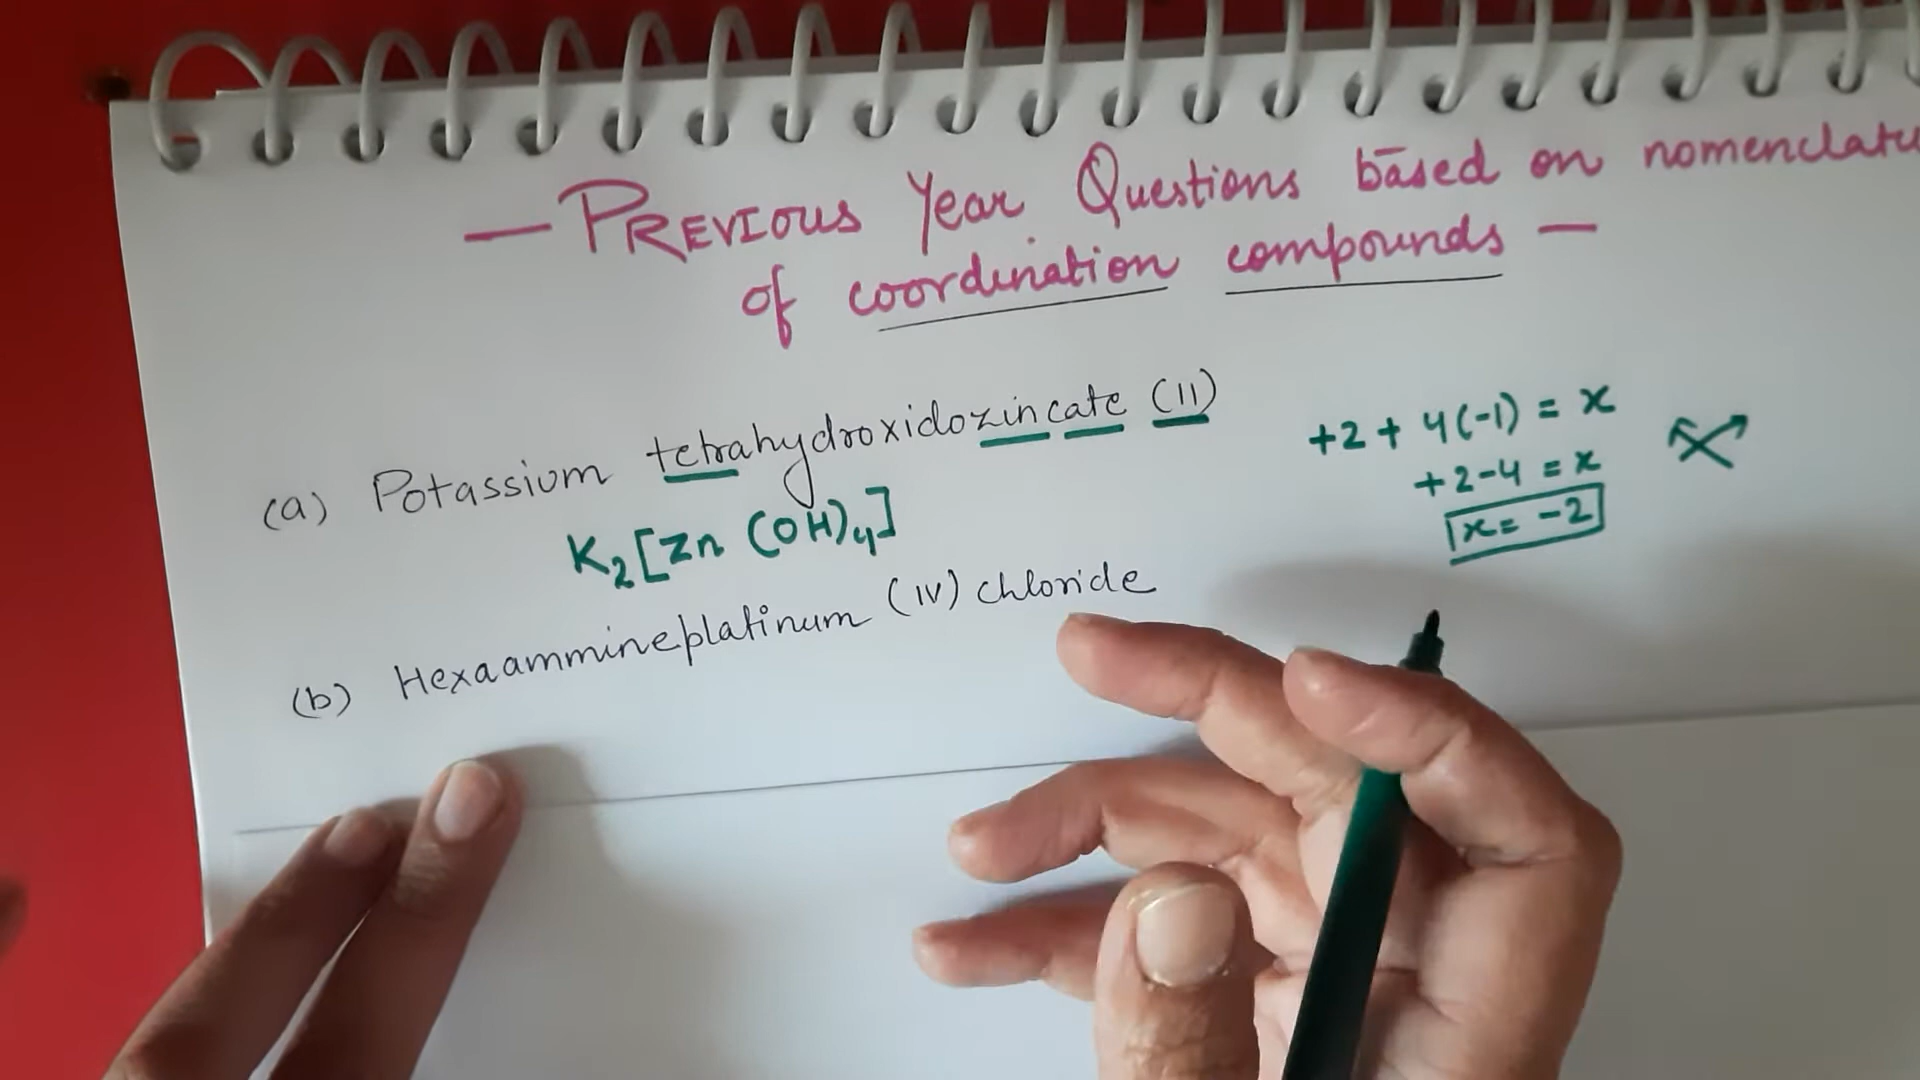 — PREVIOUS Year Questions based on
of coordination compounds —
(a) Potassium tetrahydroxidozincate (II)
K₂[Zn (OH)₄]
+2 + 4(-1) = x
+2-4 = x
x = -2
(b) Hexaammineplatinum (IV) chloride